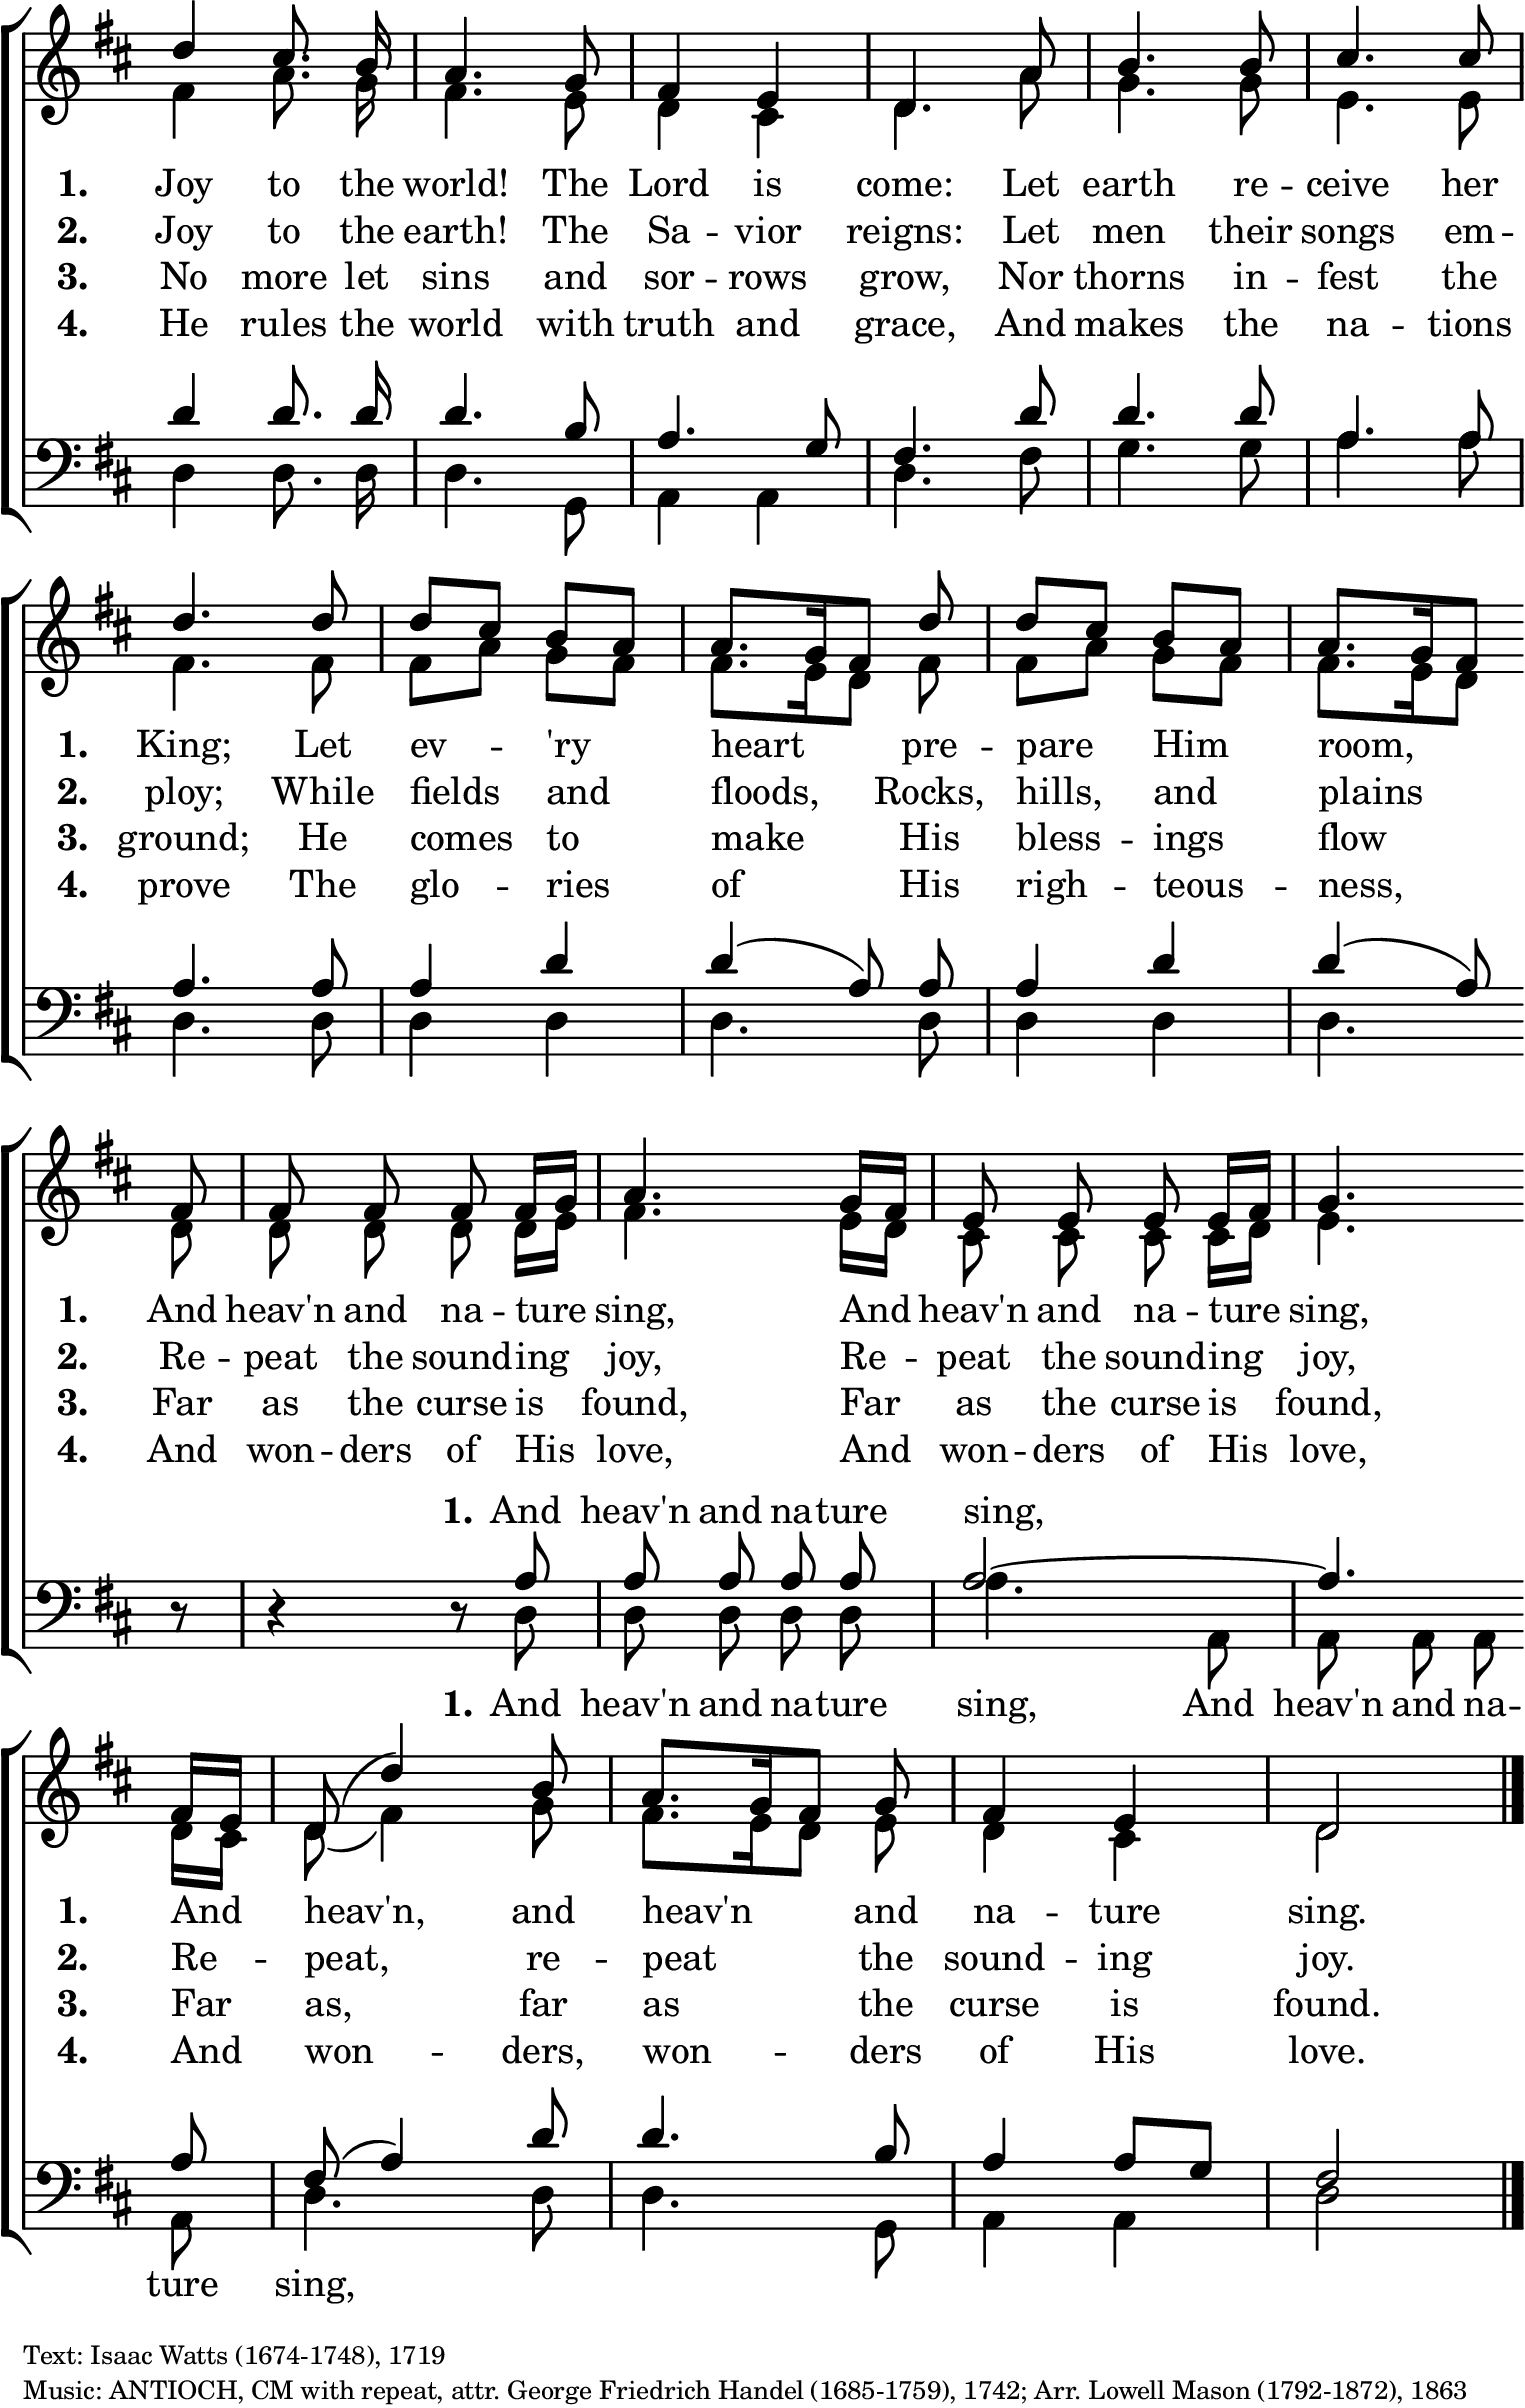 1. Joy to the world! The Lord is come: Let earth re -- ceive her
2. Joy to the earth! The Sa -- vior reigns: Let men their songs em --
3. No more let sins and sor -- rows grow, Nor thorns in -- fest the
4. He rules the world with truth and grace, And makes the na -- tions
1. King; Let ev -- 'ry heart pre -- pare Him room,
2. ploy; While fields and floods, Rocks, hills, and plains
3. ground; He comes to make His bless -- ings flow
4. prove The glo -- ries of His righ -- teous -- ness,
1. And heav'n and na -- ture sing, And heav'n and na -- ture sing,
2. Re -- peat the sounding joy, Re -- peat the sounding joy,
3. Far as the curse is found, Far as the curse is found,
4. And won -- ders of His love, And won -- ders of His love,
1. And heav'n and nature sing,
1. And heav'n and nature sing, And heav'n and na --
1. And heav'n, and heav'n and na -- ture sing.
2. Re -- peat, re -- peat the sound -- ing joy.
3. Far as, far as the curse is found.
4. And won -- ders, won -- ders of His love.
ture sing,
Text: Isaac Watts (1674-1748), 1719
Music: ANTIOCH, CM with repeat, attr. George Friedrich Handel (1685-1759), 1742; Arr. Lowell Mason (1792-1872), 1863